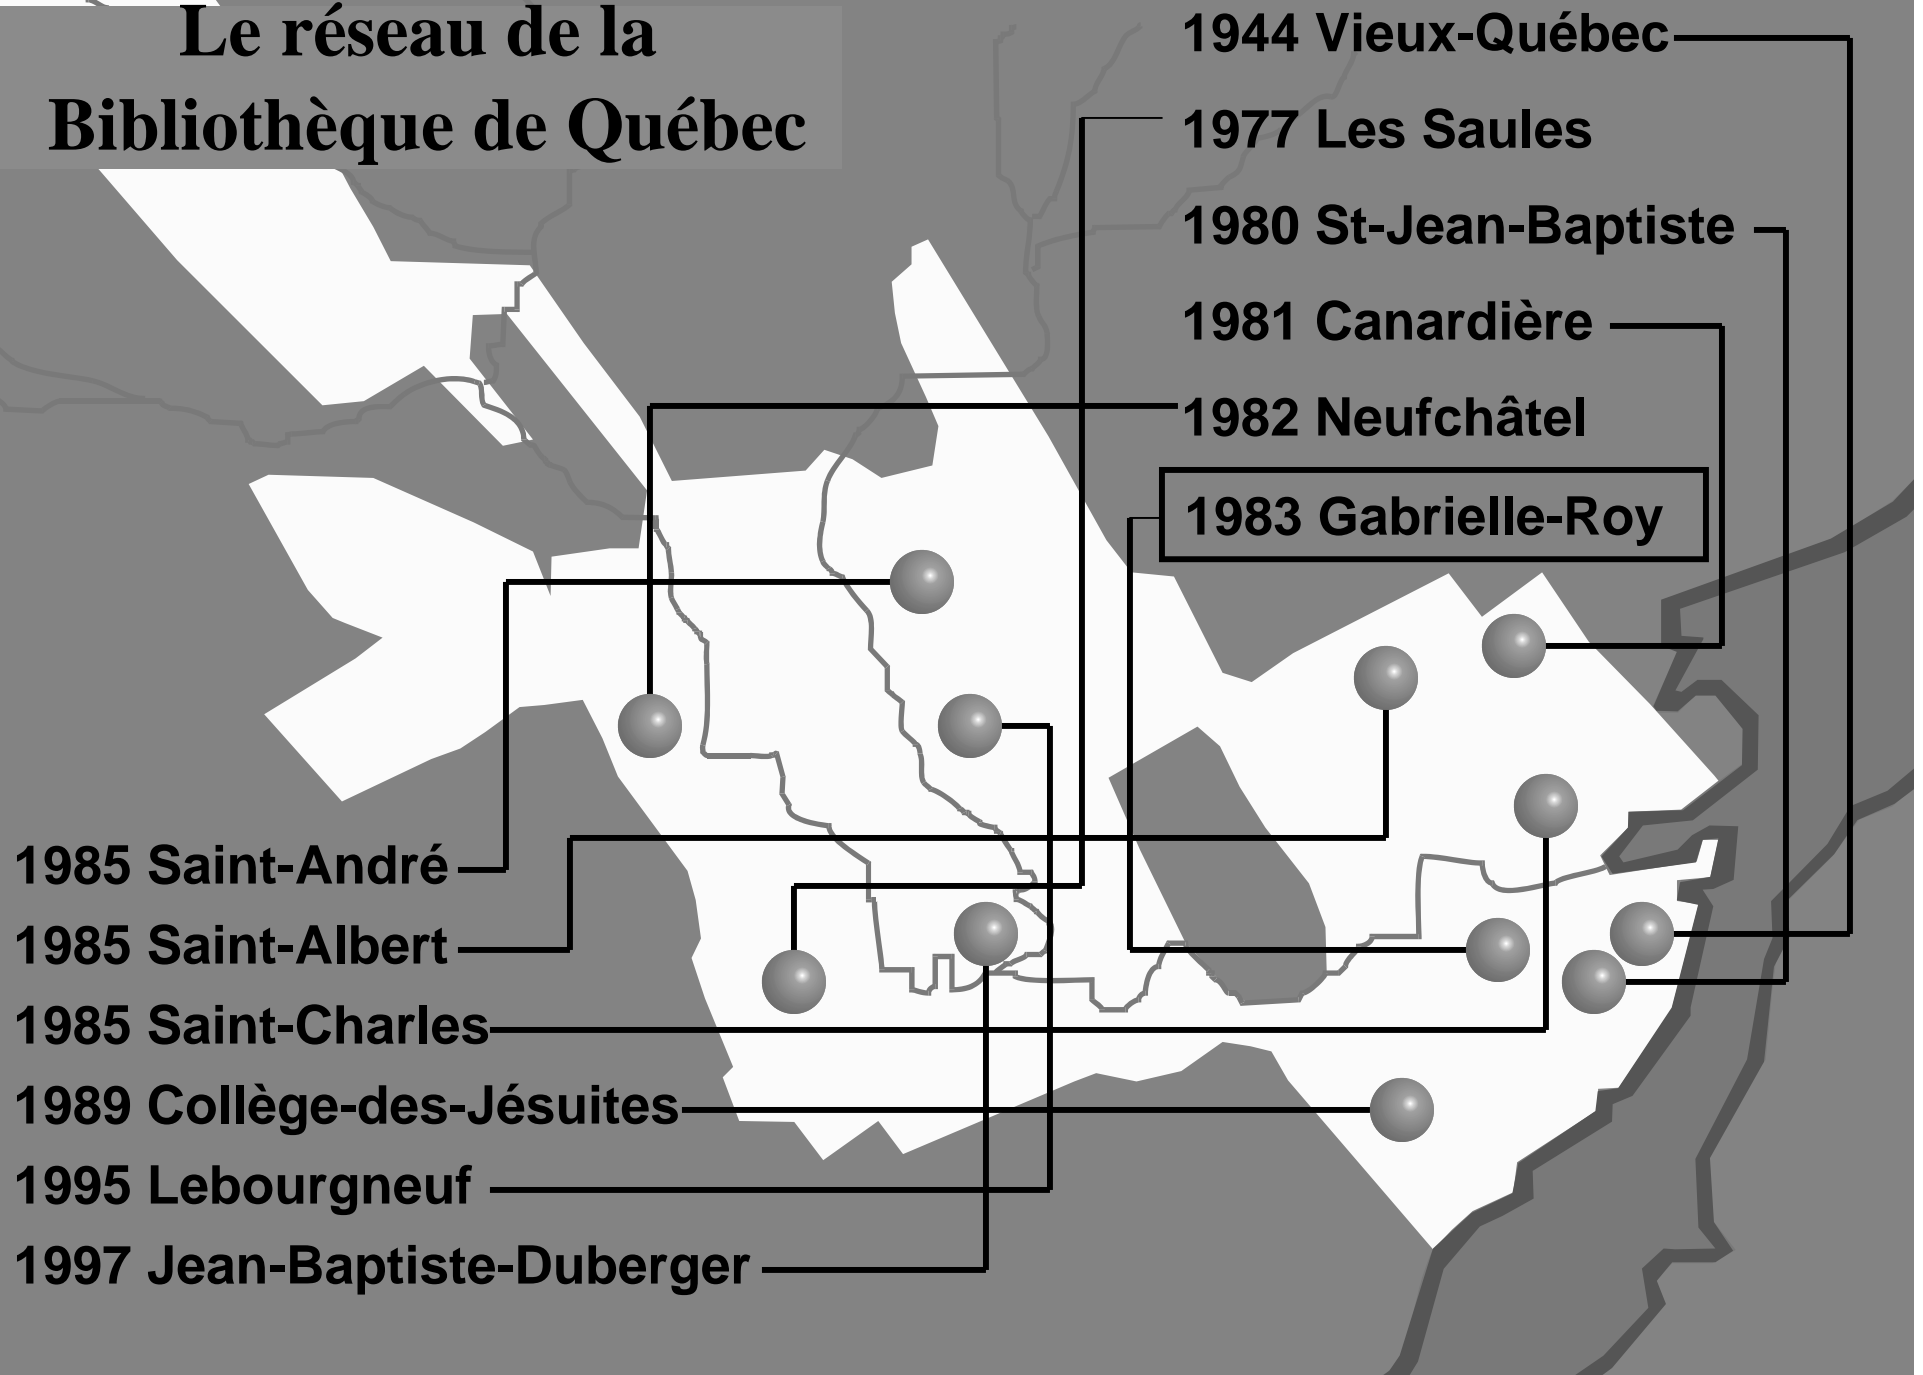 Le réseau de la
Bibliothèque de Québec
1944 Vieux-Québec
1977 Les Saules
1980 St-Jean-Baptiste
1981 Canardière
1982 Neufchâtel
1983 Gabrielle-Roy
1985 Saint-André
1985 Saint-Albert
1985 Saint-Charles
1989 Collège-des-Jésuites
1995 Lebourgneuf
1997 Jean-Baptiste-Duberger